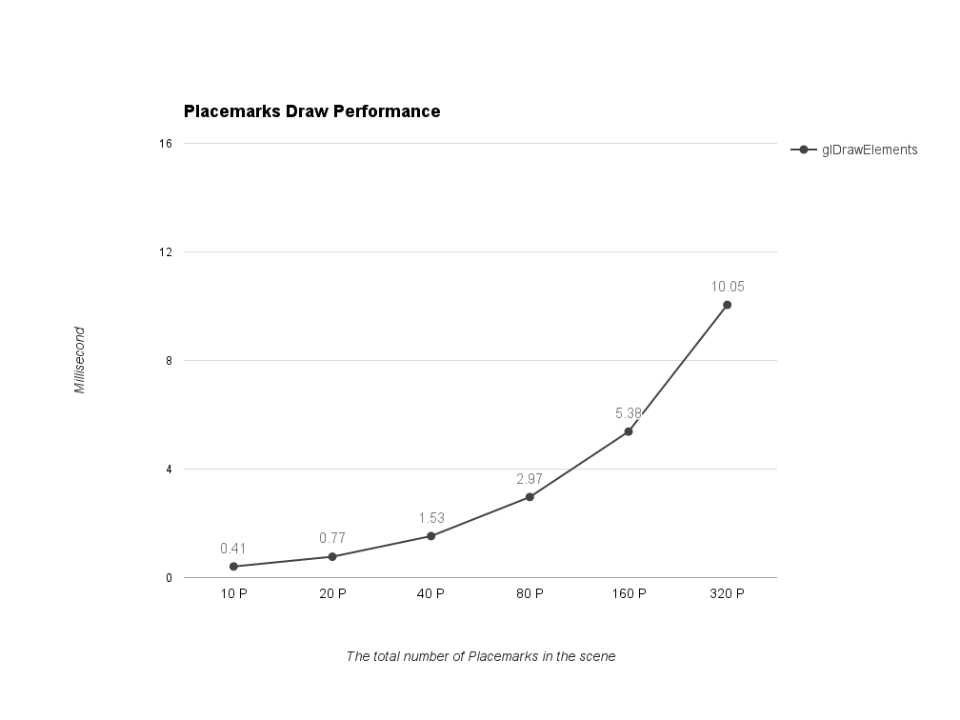 Placemarks Draw Performance
16
glDrawElements
12
10.05
Millisecond
8
5.38
4
2.97
1.53
0.77
0.41
0
10 P
20 P
40 P
80 P
160 P
320 P
The total number of Placemarks in the scene